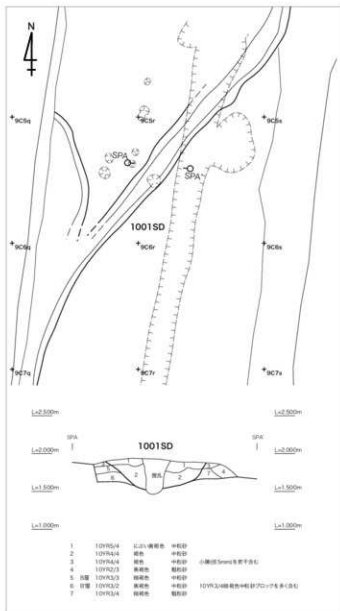 N
9C5q
9C5r
9C5s
SPA
SPA'
1001SD
9C6q
9C6r
9C6s
9C7q
9C7r
9C7s
L=2.500m
L=2.500m
SPA
1001SD
SPA'
L=2.000m
L=2.000m
L=1.500m
L=1.500m
L=1.000m
L=1.000m
1 10YR5/4 にぶい黄褐色 中粒砂
2 10YR4/4 褐色 中粒砂
3 10YR4/4 褐色 中粒砂 小礫(径5mm)を若干含む
4 10YR2/3 黒褐色 粗粒砂
5 10YR3/3 暗褐色 中粒砂
6 10YR3/2 黒褐色 中粒砂 10YR3/4暗褐色中粒砂ブロックを多く含む
7 10YR3/4 暗褐色 粗粒砂